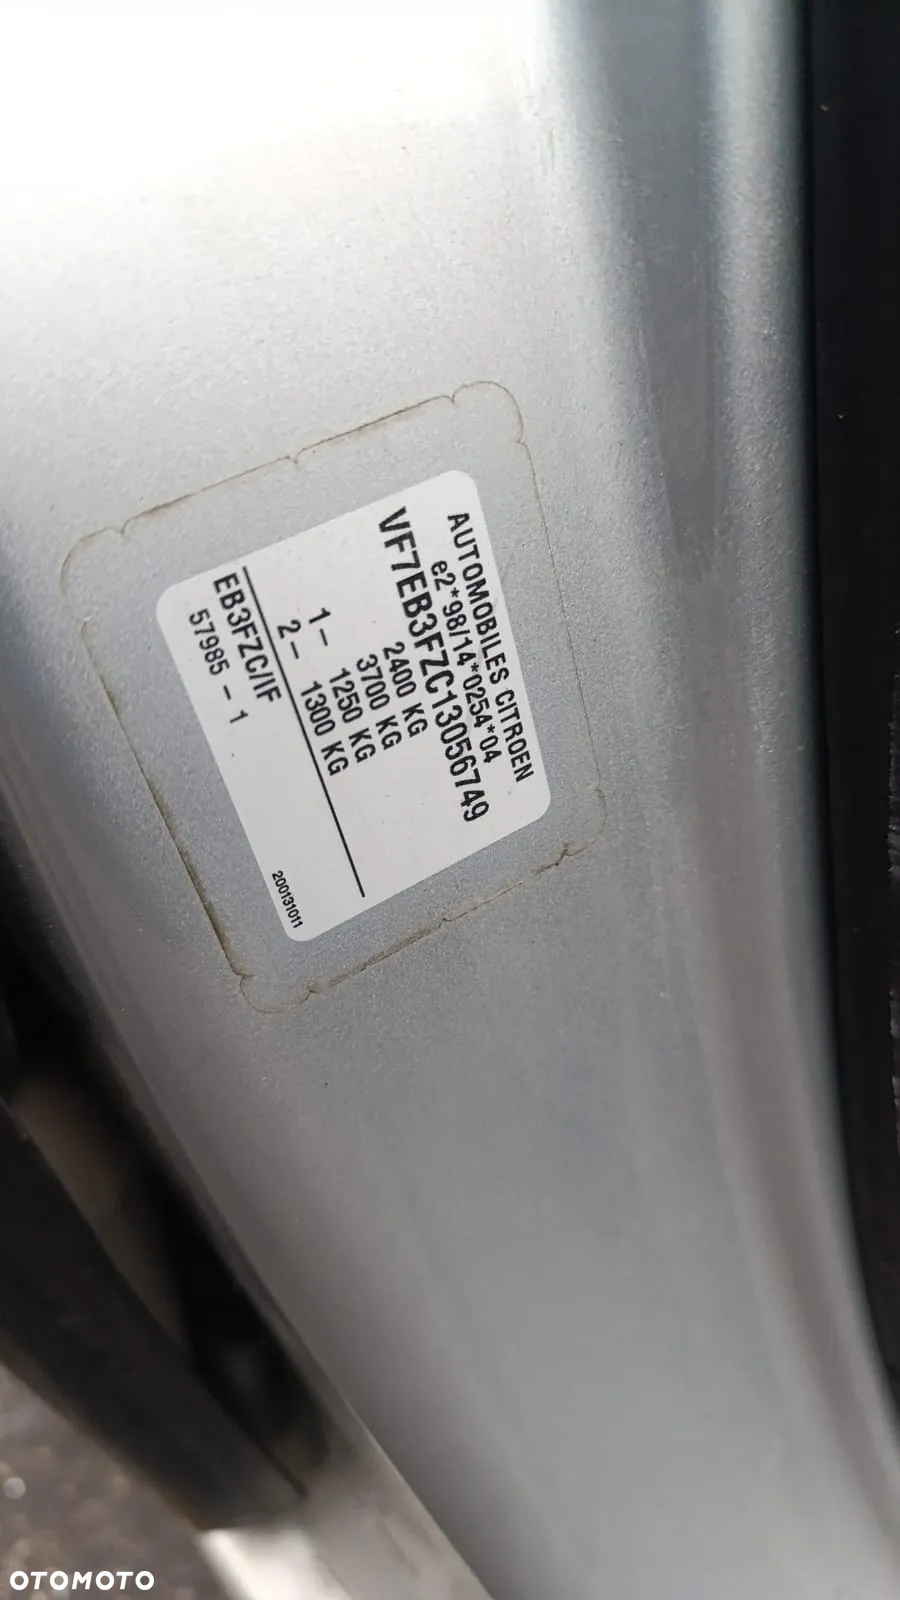 AUTOMOBILES CITROEN
e2*98/14*0254*04
VF7EB3FZC13056749
2400 KG
3700 KG
1- 1250 KG
2- 1300 KG
EB3FZC/IF
57985 - 1
200131011
OTOMOTO